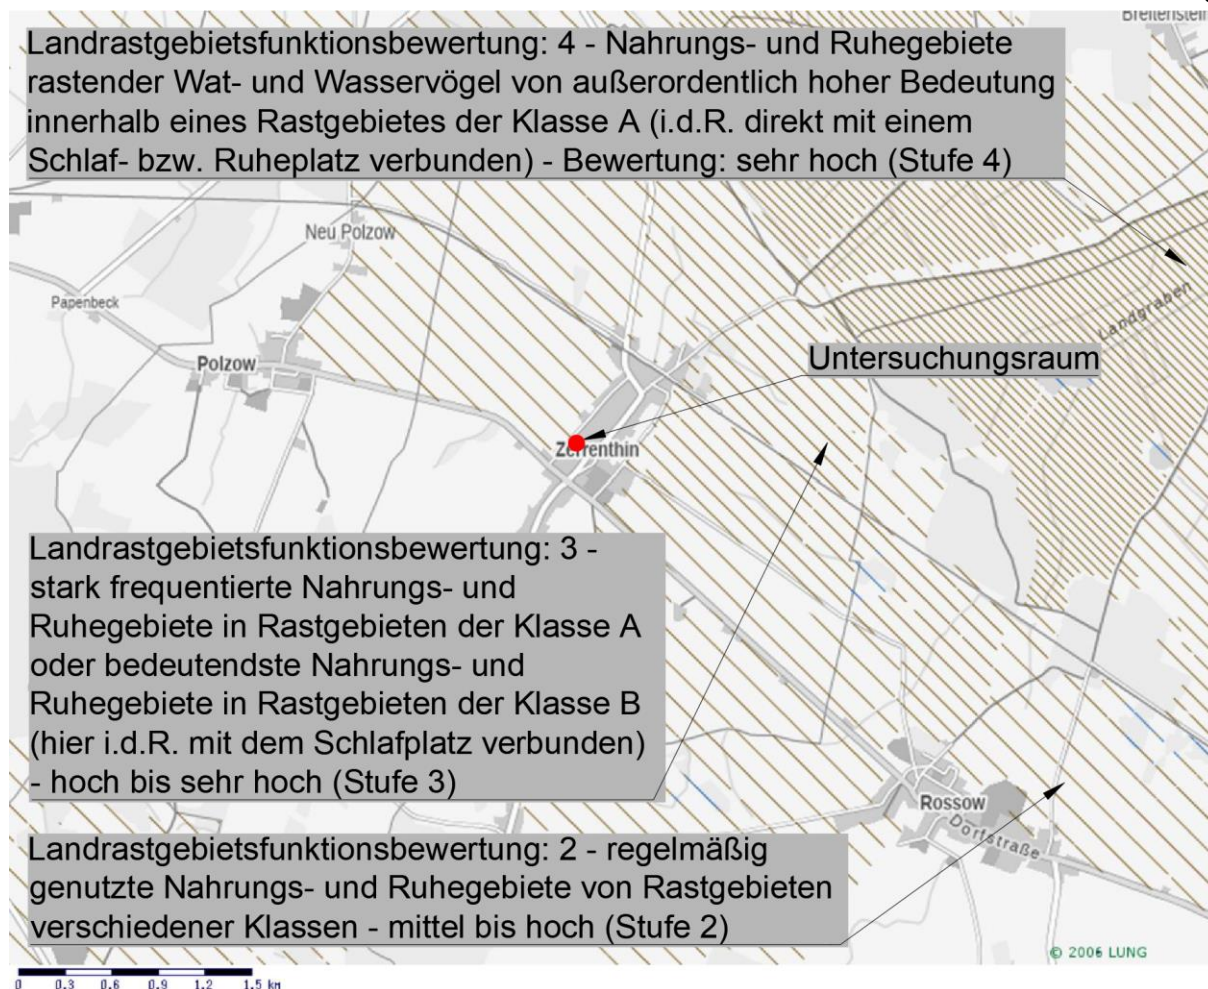 Breitenstein
Landrastgebietsfunktionsbewertung: 4 - Nahrungs- und Ruhegebiete
rastender Wat- und Wasservögel von außerordentlich hoher Bedeutung
innerhalb eines Rastgebietes der Klasse A (i.d.R. direkt mit einem
Schlaf- bzw. Ruheplatz verbunden) - Bewertung: sehr hoch (Stufe 4)
Neu Polzow
Papenbeck
Landgraben
Polzow
Untersuchungsraum
Zerrenthin
Landrastgebietsfunktionsbewertung: 3 -
stark frequentierte Nahrungs- und
Ruhegebiete in Rastgebieten der Klasse A
oder bedeutendste Nahrungs- und
Ruhegebiete in Rastgebieten der Klasse B
(hier i.d.R. mit dem Schlafplatz verbunden)
- hoch bis sehr hoch (Stufe 3)
Rossow
Dorfstraße
Landrastgebietsfunktionsbewertung: 2 - regelmäßig
genutzte Nahrungs- und Ruhegebiete von Rastgebieten
verschiedener Klassen - mittel bis hoch (Stufe 2)
© 2006 LUNG
0 0.3 0.6 0.9 1.2 1.5 km